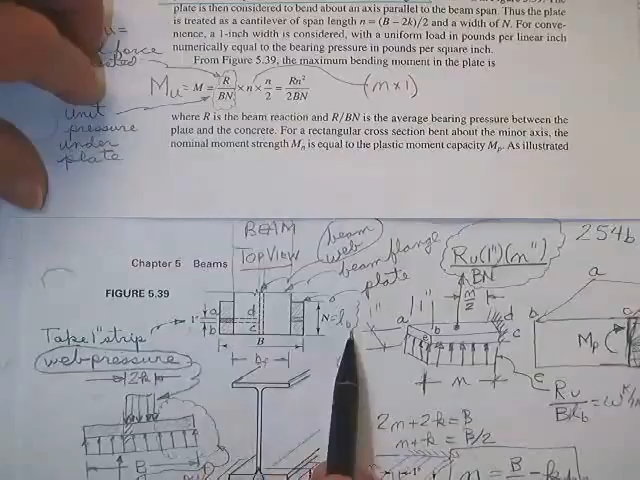 plate is then considered to bend about an axis parallel to the beam span. Thus the
plate is treated as a cantilever of span length n = (B − 2k)/2 and a width of N. For conve-
nience, a 1-inch width is considered, with a uniform load in pounds per linear inch
numerically equal to the bearing pressure in pounds per square inch.
From Figure 5.39, the maximum bending moment in the plate is
Mu = M = R/BN × n × n/2 = Rn²/2BN (n×1)
unit
pressure
under
plate
where R is the beam reaction and R/BN is the average bearing pressure between the
plate and the concrete. For a rectangular cross section bent about the minor axis, the
nominal moment strength Mn is equal to the plastic moment capacity Mp. As illustrated
BEAM
TOP VIEW
beam
web
beam flange
plate
Ru(1")(n")
BN
254b
Chapter 5 Beams
FIGURE 5.39
Take 1" strip
web pressure
2k
1"
a
b
d
c
N = lb
B
1"
n/2
a
b
c
d
e
n
Mp
Ru
2n+2k=B
n+k = B/2